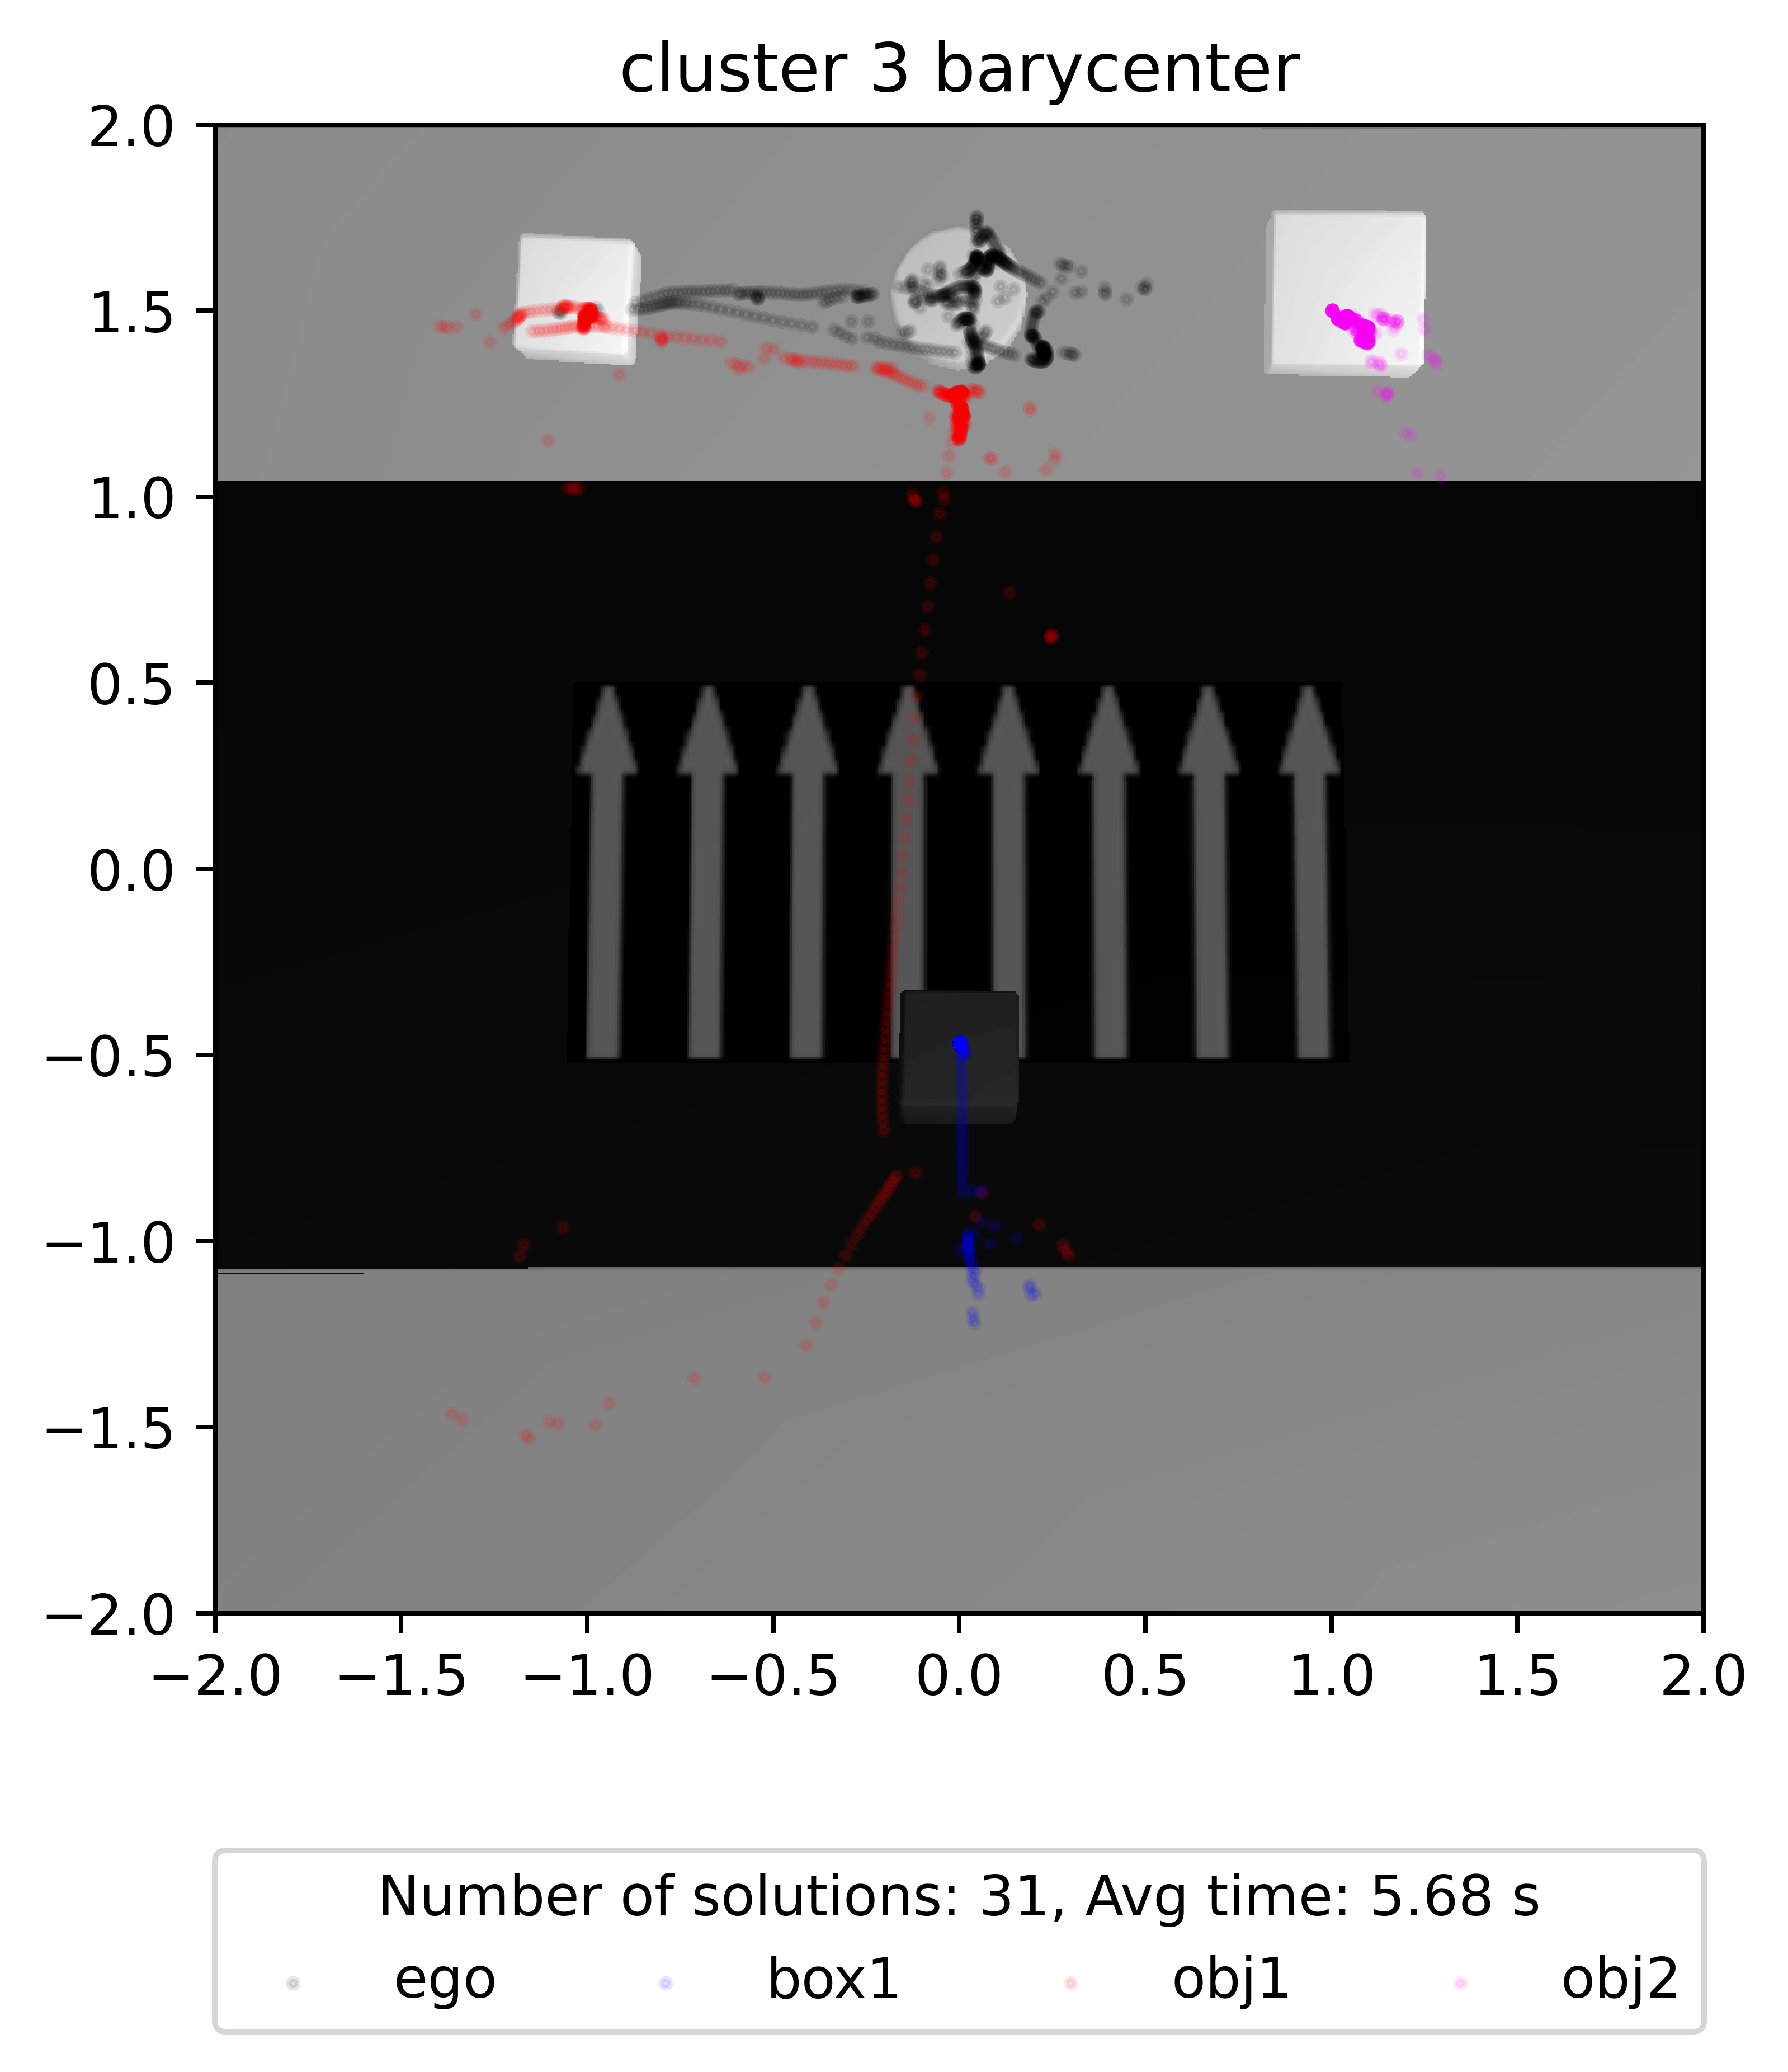 cluster 3 barycenter
2.0
1.5
1.0
0.5
0.0
−0.5
−1.0
−1.5
−2.0
−2.0 −1.5 −1.0 −0.5 0.0 0.5 1.0 1.5 2.0
Number of solutions: 31, Avg time: 5.68 s
ego box1 obj1 obj2